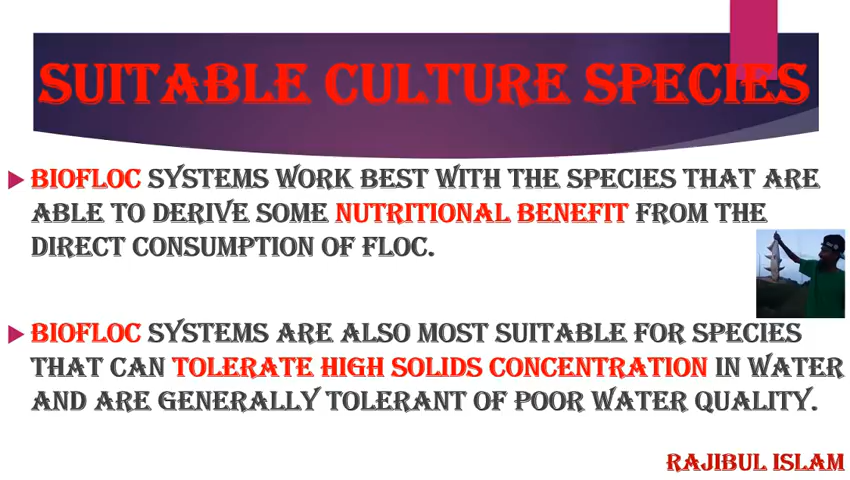 SUITABLE CULTURE SPECIES
BIOFLOC SYSTEMS WORK BEST WITH THE SPECIES THAT ARE
ABLE TO DERIVE SOME NUTRITIONAL BENEFIT FROM THE
DIRECT CONSUMPTION OF FLOC.
BIOFLOC SYSTEMS ARE ALSO MOST SUITABLE FOR SPECIES
THAT CAN TOLERATE HIGH SOLIDS CONCENTRATION IN WATER
AND ARE GENERALLY TOLERANT OF POOR WATER QUALITY.
RAJIBUL ISLAM